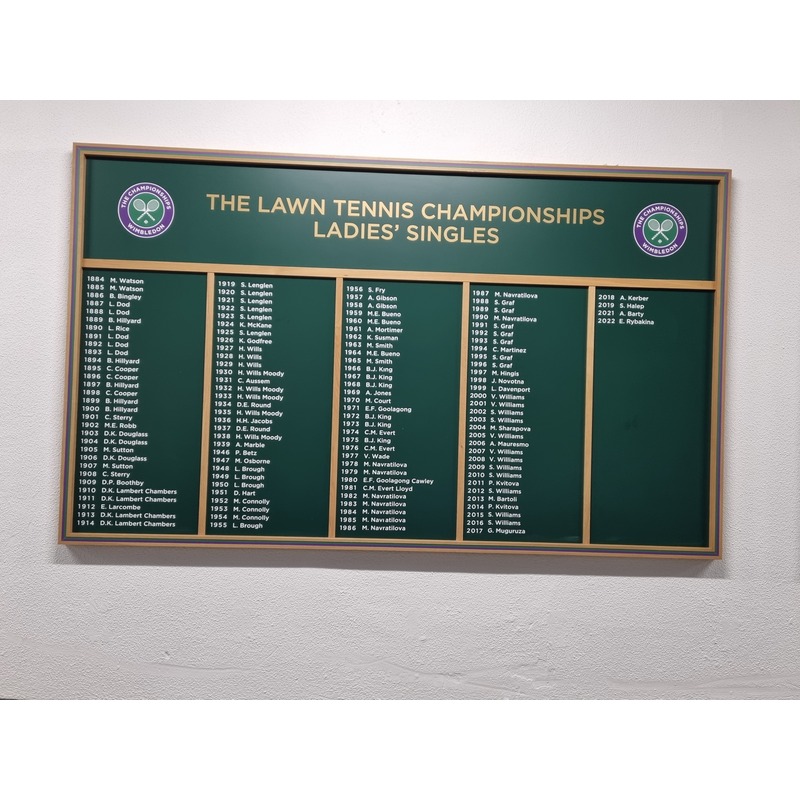 THE CHAMPIONSHIPS
WIMBLEDON
THE LAWN TENNIS CHAMPIONSHIPS
LADIES' SINGLES
THE CHAMPIONSHIPS
WIMBLEDON
1884 M. Watson
1885 M. Watson
1886 B. Bingley
1887 L. Dod
1888 L. Dod
1889 B. Hillyard
1890 L. Rice
1891 L. Dod
1892 L. Dod
1893 L. Dod
1894 B. Hillyard
1895 C. Cooper
1896 C. Cooper
1897 B. Hillyard
1898 C. Cooper
1899 B. Hillyard
1900 B. Hillyard
1901 C. Sterry
1902 M.E. Robb
1903 D.K. Douglass
1904 D.K. Douglass
1905 M. Sutton
1906 D.K. Douglass
1907 M. Sutton
1908 C. Sterry
1909 D.P. Boothby
1910 D.K. Lambert Chambers
1911 D.K. Lambert Chambers
1912 E. Larcombe
1913 D.K. Lambert Chambers
1914 D.K. Lambert Chambers
1919 S. Lenglen
1920 S. Lenglen
1921 S. Lenglen
1922 S. Lenglen
1923 S. Lenglen
1924 K. McKane
1925 S. Lenglen
1926 K. Godfree
1927 H. Wills
1928 H. Wills
1929 H. Wills
1930 H. Wills Moody
1931 C. Aussem
1932 H. Wills Moody
1933 H. Wills Moody
1934 D.E. Round
1935 H. Wills Moody
1936 H.H. Jacobs
1937 D.E. Round
1938 H. Wills Moody
1939 A. Marble
1946 P. Betz
1947 M. Osborne
1948 L. Brough
1949 L. Brough
1950 L. Brough
1951 D. Hart
1952 M. Connolly
1953 M. Connolly
1954 M. Connolly
1955 L. Brough
1956 S. Fry
1957 A. Gibson
1958 A. Gibson
1959 M.E. Bueno
1960 M.E. Bueno
1961 A. Mortimer
1962 K. Susman
1963 M. Smith
1964 M.E. Bueno
1965 M. Smith
1966 B.J. King
1967 B.J. King
1968 B.J. King
1969 A. Jones
1970 M. Court
1971 E.F. Goolagong
1972 B.J. King
1973 B.J. King
1974 C.M. Evert
1975 B.J. King
1976 C.M. Evert
1977 V. Wade
1978 M. Navratilova
1979 M. Navratilova
1980 E.F. Goolagong Cawley
1981 C.M. Evert Lloyd
1982 M. Navratilova
1983 M. Navratilova
1984 M. Navratilova
1985 M. Navratilova
1986 M. Navratilova
1987 M. Navratilova
1988 S. Graf
1989 S. Graf
1990 M. Navratilova
1991 S. Graf
1992 S. Graf
1993 S. Graf
1994 C. Martinez
1995 S. Graf
1996 S. Graf
1997 M. Hingis
1998 J. Novotna
1999 L. Davenport
2000 V. Williams
2001 V. Williams
2002 S. Williams
2003 S. Williams
2004 M. Sharapova
2005 V. Williams
2006 A. Mauresmo
2007 V. Williams
2008 V. Williams
2009 S. Williams
2010 S. Williams
2011 P. Kvitova
2012 S. Williams
2013 M. Bartoli
2014 P. Kvitova
2015 S. Williams
2016 S. Williams
2017 G. Muguruza
2018 A. Kerber
2019 S. Halep
2021 A. Barty
2022 E. Rybakina